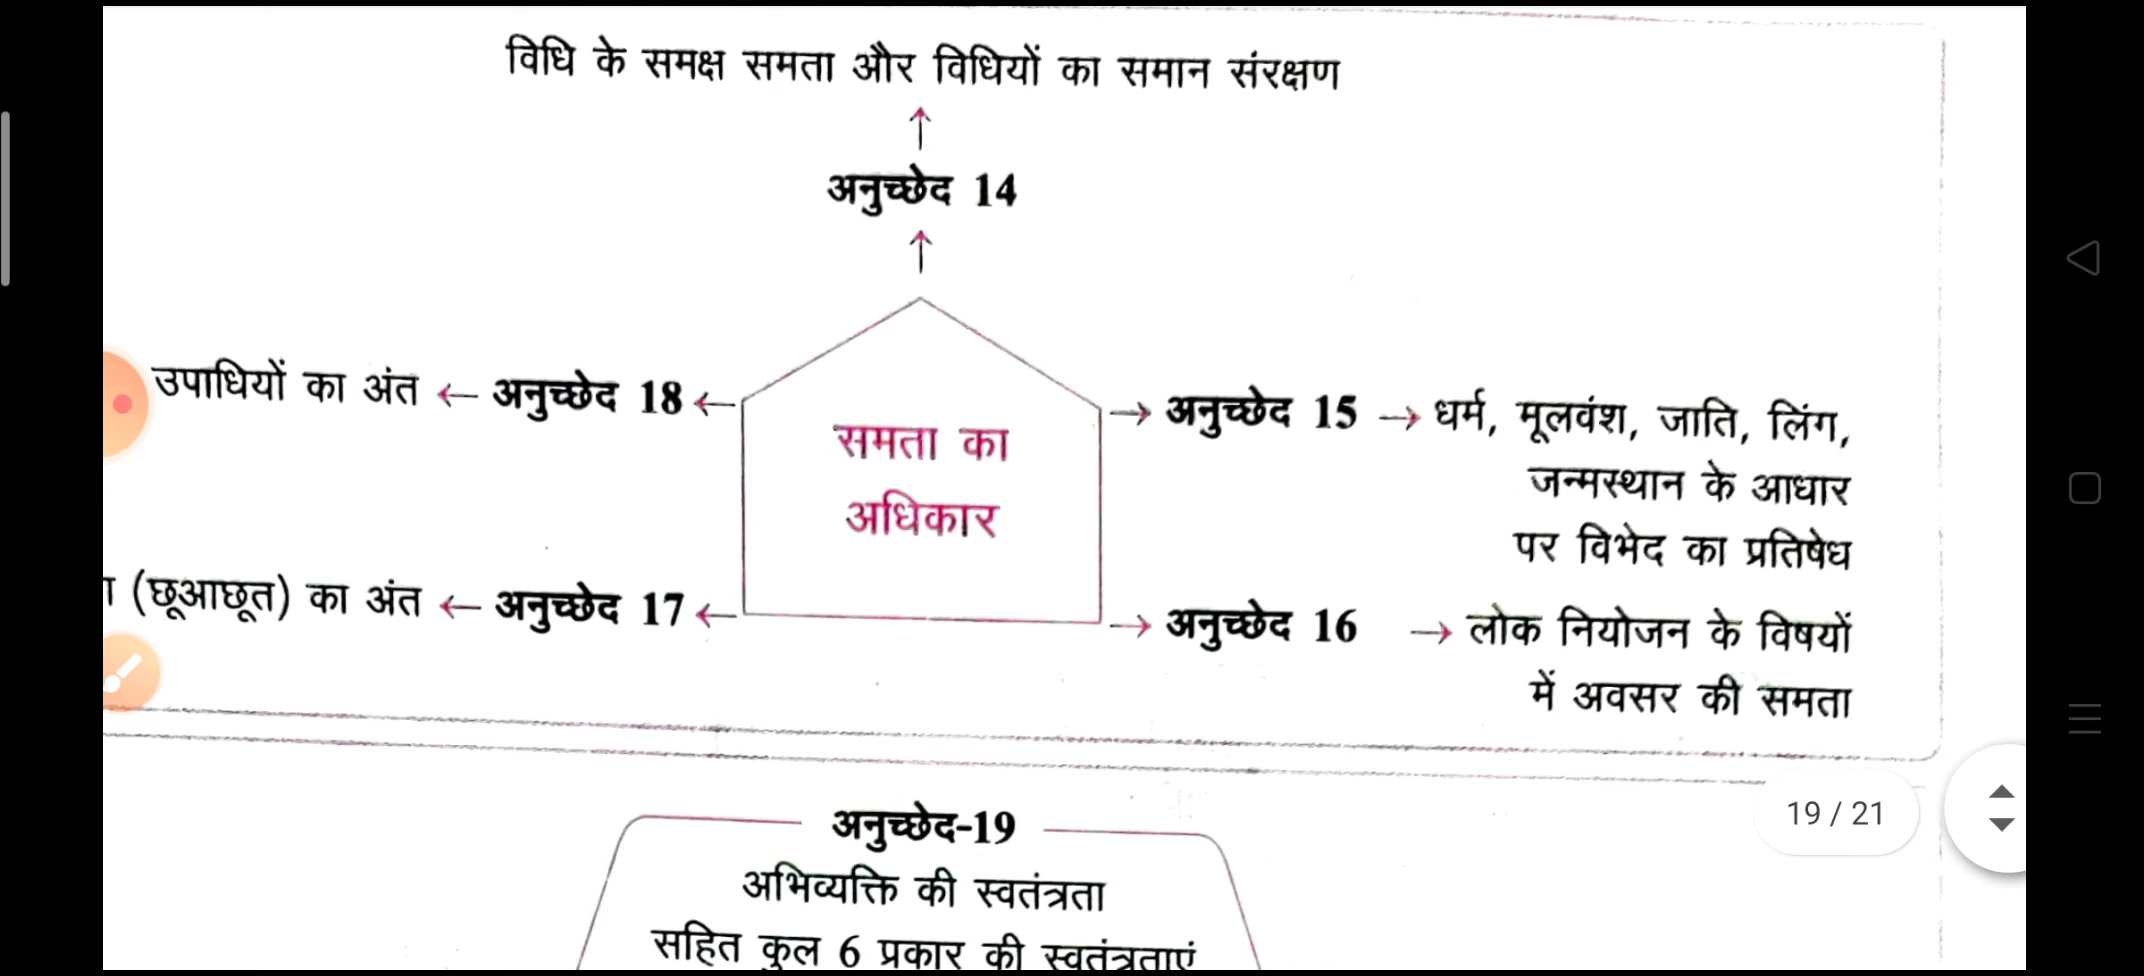 विधि के समक्ष समता और विधियों का समान संरक्षण
↑
अनुच्छेद 14
↑
उपाधियों का अंत ← अनुच्छेद 18 ←
समता का
अधिकार
→ अनुच्छेद 15 → धर्म, मूलवंश, जाति, लिंग,
जन्मस्थान के आधार
पर विभेद का प्रतिषेध
(छूआछूत) का अंत ← अनुच्छेद 17 ←
→ अनुच्छेद 16 → लोक नियोजन के विषयों
में अवसर की समता
19 / 21
अनुच्छेद-19
अभिव्यक्ति की स्वतंत्रता
सहित कुल 6 प्रकार की स्वतंत्रताएं